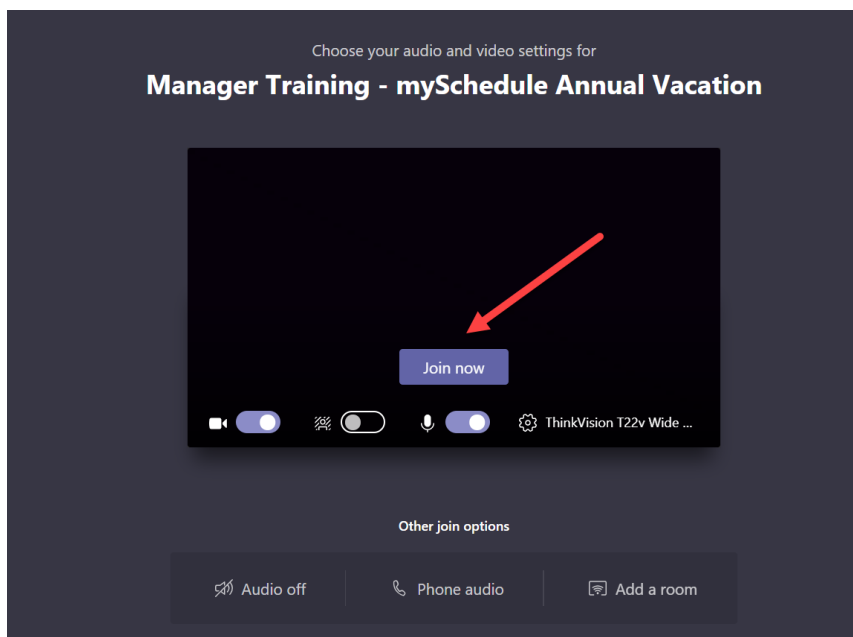 Choose your audio and video settings for
Manager Training - mySchedule Annual Vacation
Join now
ThinkVision T22v Wide ...
Other join options
Audio off
Phone audio
Add a room